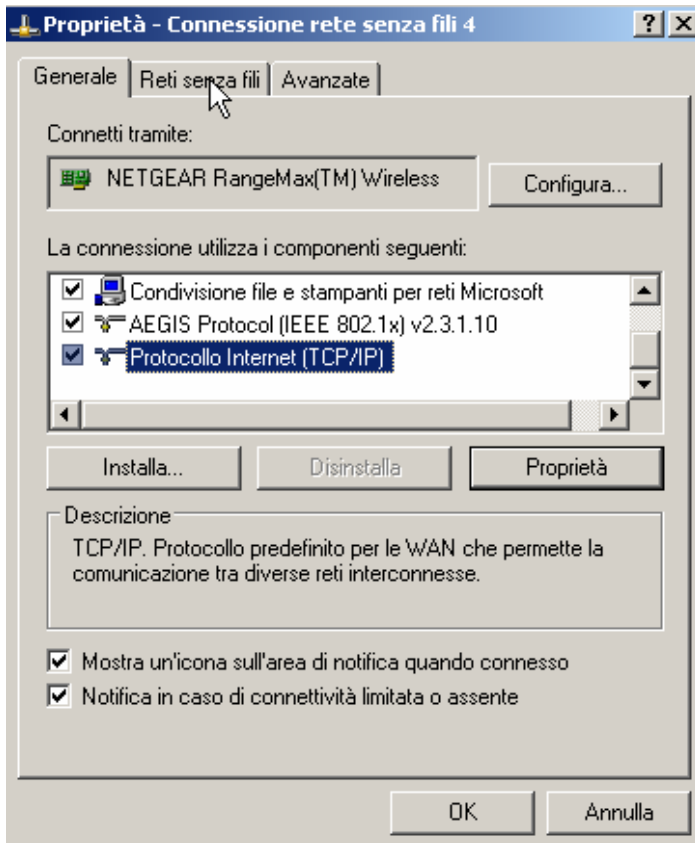 Proprietà - Connessione rete senza fili 4
Generale
Reti senza fili
Avanzate
Connetti tramite:
NETGEAR RangeMax(TM) Wireless
Configura...
La connessione utilizza i componenti seguenti:
Condivisione file e stampanti per reti Microsoft
AEGIS Protocol (IEEE 802.1x) v2.3.1.10
Protocollo Internet (TCP/IP)
Installa...
Disinstalla
Proprietà
Descrizione
TCP/IP. Protocollo predefinito per le WAN che permette la
comunicazione tra diverse reti interconnesse.
Mostra un'icona sull'area di notifica quando connesso
Notifica in caso di connettività limitata o assente
OK
Annulla